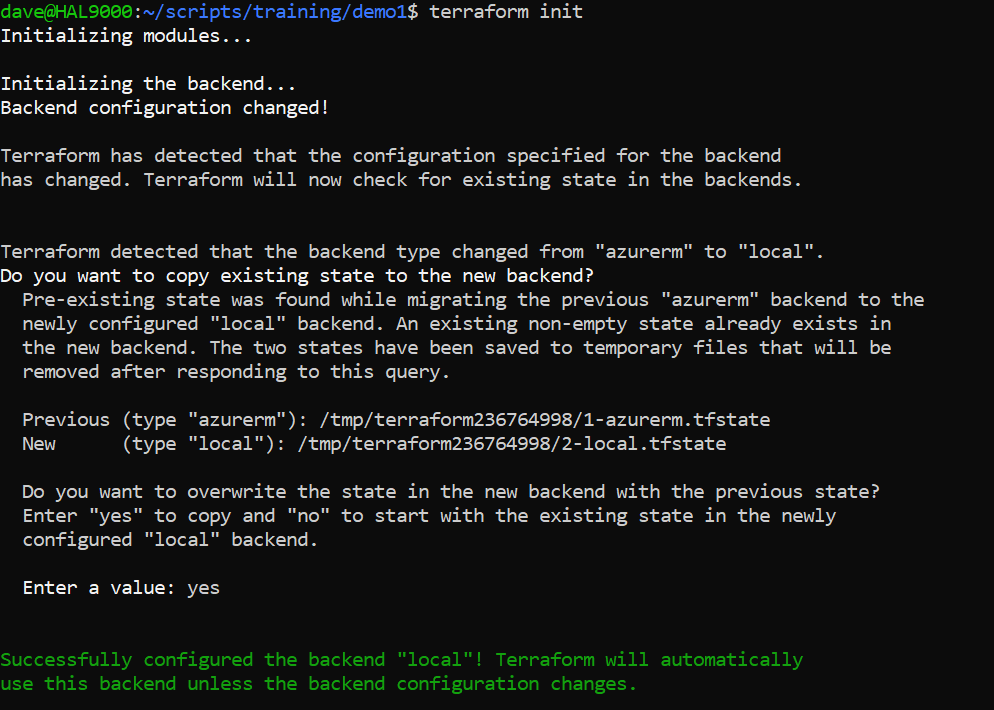 dave@HAL9000:~/scripts/training/demo1$ terraform init
Initializing modules...
Initializing the backend...
Backend configuration changed!
Terraform has detected that the configuration specified for the backend
has changed. Terraform will now check for existing state in the backends.
Terraform detected that the backend type changed from "azurerm" to "local".
Do you want to copy existing state to the new backend?
Pre-existing state was found while migrating the previous "azurerm" backend to the
newly configured "local" backend. An existing non-empty state already exists in
the new backend. The two states have been saved to temporary files that will be
removed after responding to this query.
Previous (type "azurerm"): /tmp/terraform236764998/1-azurerm.tfstate
New      (type "local"): /tmp/terraform236764998/2-local.tfstate
Do you want to overwrite the state in the new backend with the previous state?
Enter "yes" to copy and "no" to start with the existing state in the newly
configured "local" backend.
Enter a value: yes
Successfully configured the backend "local"! Terraform will automatically
use this backend unless the backend configuration changes.